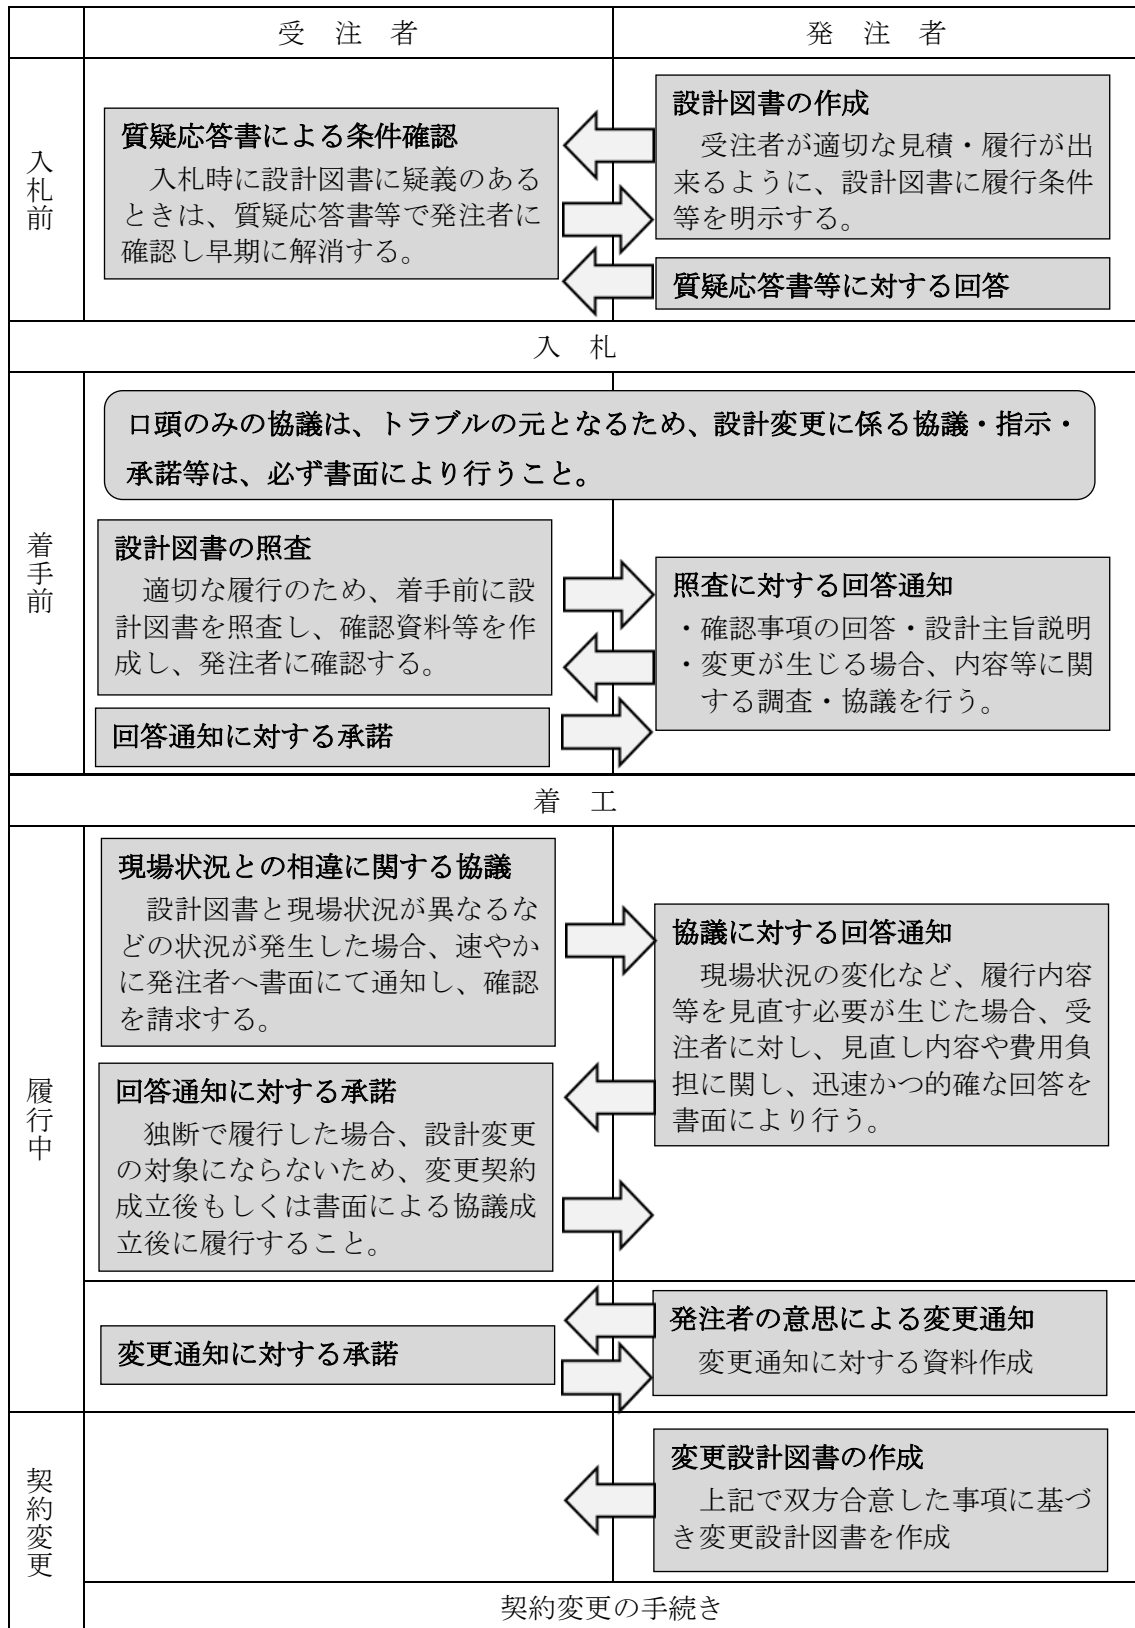 受　注　者
発　注　者
入札前
設計図書の作成
　受注者が適切な見積・履行が出
来るように、設計図書に履行条件
等を明示する。
質疑応答書による条件確認
　入札時に設計図書に疑義のある
ときは、質疑応答書等で発注者に
確認し早期に解消する。
質疑応答書等に対する回答
入　札
着手前
口頭のみの協議は、トラブルの元となるため、設計変更に係る協議・指示・
承諾等は、必ず書面により行うこと。
設計図書の照査
　適切な履行のため、着手前に設
計図書を照査し、確認資料等を作
成し、発注者に確認する。
照査に対する回答通知
・確認事項の回答・設計主旨説明
・変更が生じる場合、内容等に関
する調査・協議を行う。
回答通知に対する承諾
着　工
履行中
現場状況との相違に関する協議
　設計図書と現場状況が異なるな
どの状況が発生した場合、速やか
に発注者へ書面にて通知し、確認
を請求する。
協議に対する回答通知
　現場状況の変化など、履行内容
等を見直す必要が生じた場合、受
注者に対し、見直し内容や費用負
担に関し、迅速かつ的確な回答を
書面により行う。
回答通知に対する承諾
　独断で履行した場合、設計変更
の対象にならないため、変更契約
成立後もしくは書面による協議成
立後に履行すること。
発注者の意思による変更通知
　変更通知に対する資料作成
変更通知に対する承諾
契約変更
変更設計図書の作成
　上記で双方合意した事項に基づ
き変更設計図書を作成
契約変更の手続き